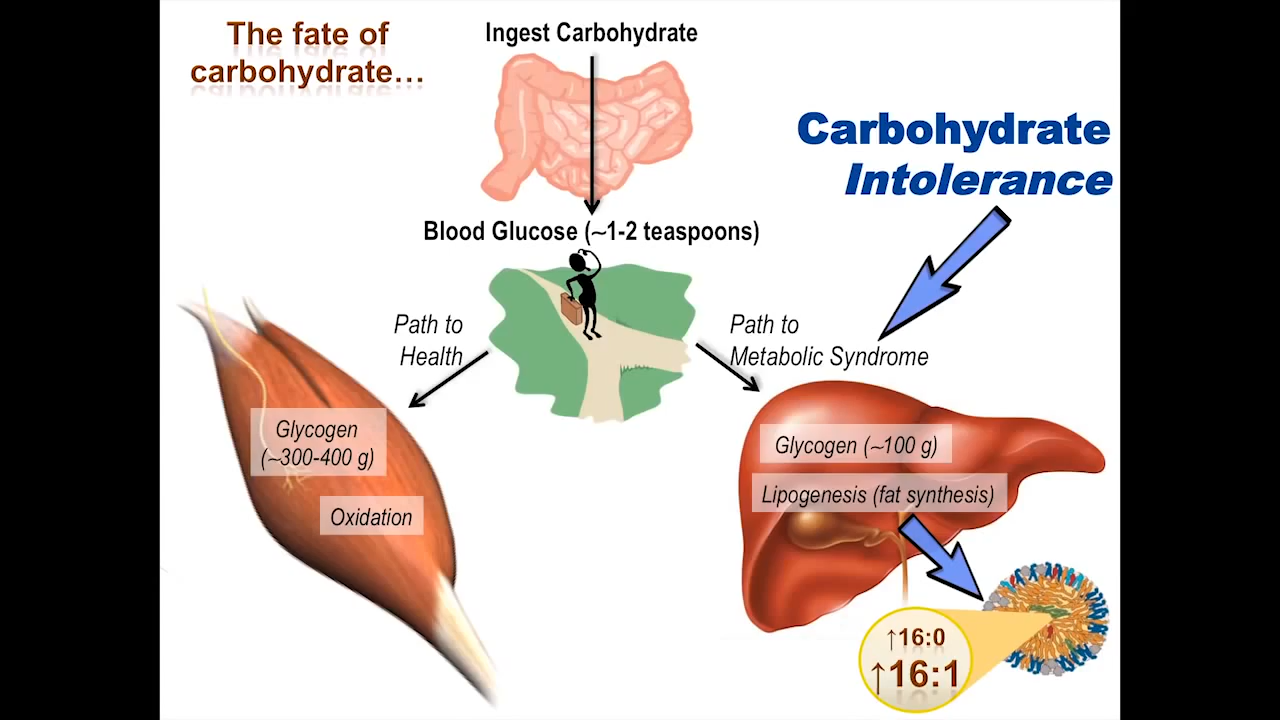 The fate of
carbohydrate…
Ingest Carbohydrate
Carbohydrate
Intolerance
Blood Glucose (~1-2 teaspoons)
Path to
Health
Path to
Metabolic Syndrome
Glycogen
(~300-400 g)
Oxidation
Glycogen (~100 g)
Lipogenesis (fat synthesis)
↑16:0
↑16:1